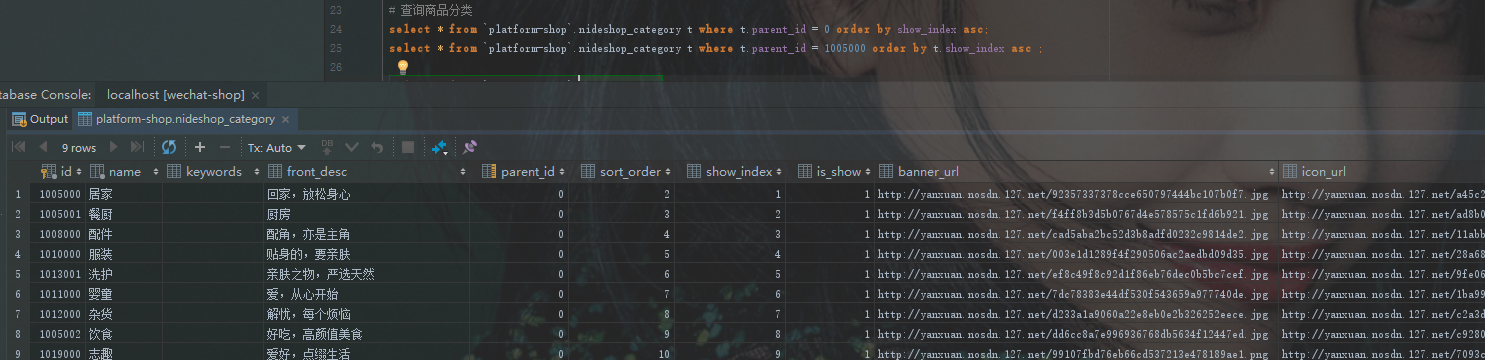 23 # 查询商品分类
24 select * from `platform-shop`.nideshop_category t where t.parent_id = 0 order by show_index asc;
25 select * from `platform-shop`.nideshop_category t where t.parent_id = 1005000 order by t.show_index asc ;
26
tabase Console: localhost [wechat-shop] ×
Output platform-shop.nideshop_category ×
9 rows Tx: Auto DB
id name keywords front_desc parent_id sort_order show_index is_show banner_url icon_url
1 1005000 居家 回家，放松身心 0 2 1 1 http://yanxuan.nosdn.127.net/92357337378cce650797444bc107b0f7.jpg http://yanxuan.nosdn.127.net/a45c2
2 1005001 餐厨 厨房 0 3 2 1 http://yanxuan.nosdn.127.net/f4ff8b3d5b0767d4e578575c1fd6b921.jpg http://yanxuan.nosdn.127.net/ad8b0
3 1008000 配件 配角，亦是主角 0 4 3 1 http://yanxuan.nosdn.127.net/cad5aba2bc52d3b8adfd0232c9814de2.jpg http://yanxuan.nosdn.127.net/11abb
4 1010000 服装 贴身的，要亲肤 0 5 4 1 http://yanxuan.nosdn.127.net/003e1d1289f4f290506ac2aedbd09d35.jpg http://yanxuan.nosdn.127.net/28a68
5 1013001 洗护 亲肤之物，严选天然 0 6 5 1 http://yanxuan.nosdn.127.net/ef8c49f8c92d1f86eb76dec0b5bc7cef.jpg http://yanxuan.nosdn.127.net/9fe06
6 1011000 婴童 爱，从心开始 0 7 6 1 http://yanxuan.nosdn.127.net/7dc78383e44df530f543659a977740de.jpg http://yanxuan.nosdn.127.net/1ba99
7 1012000 杂货 解忧，每个烦恼 0 8 7 1 http://yanxuan.nosdn.127.net/d233a1a9060a22e8eb0e2b326252eece.jpg http://yanxuan.nosdn.127.net/c2a3d
8 1005002 饮食 好吃，高颜值美食 0 9 8 1 http://yanxuan.nosdn.127.net/dd6cc8a7e996936768db5634f12447ed.jpg http://yanxuan.nosdn.127.net/c9280
9 1019000 志趣 爱好，点缀生活 0 10 9 1 http://yanxuan.nosdn.127.net/99107fbd76eb66cd537213e478189ae1.png http://yanxuan.nosdn.127.net/7093c